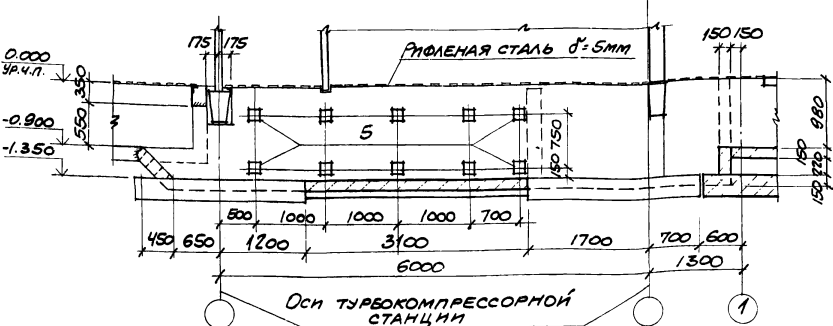 175 175
РИФЛЕНАЯ СТАЛЬ δ=5мм
150 150
0.000
УР.Ч.П.
350
550
-0.900
-1.350
5
750
150
980
150
220
150
500 1000 1000 1000 700
450 650 1200 3100 1700 700 600
6000 1300
ОСИ ТУРБОКОМПРЕССОРНОЙ
СТАНЦИИ
1